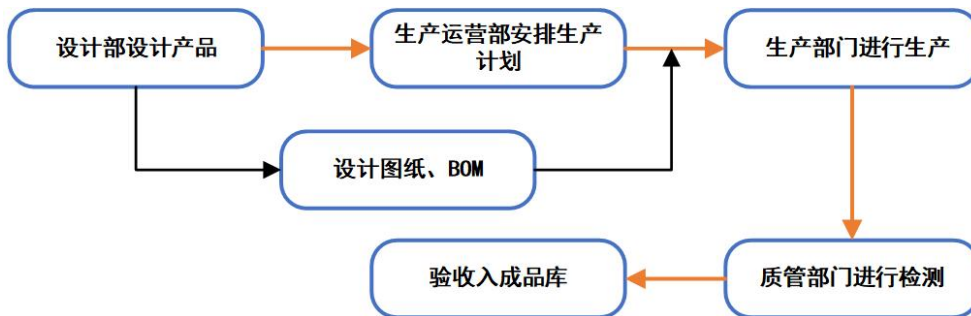 设计部设计产品
生产运营部安排生产
计划
生产部门进行生产
设计图纸、BOM
验收入成品库
质管部门进行检测